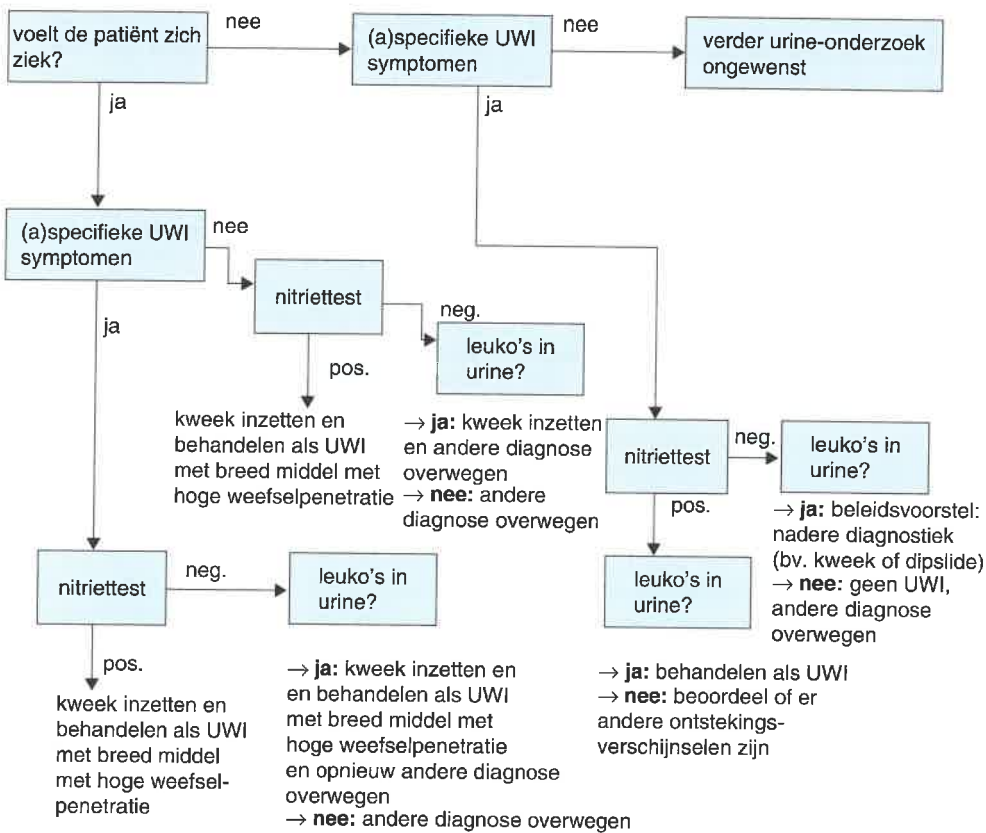 voelt de patiënt zich
ziek?
nee
(a)specifieke UWI
symptomen
nee
verder urine-onderzoek
ongewenst
ja
ja
(a)specifieke UWI
symptomen
nee
nitriettest
neg.
leuko's in
urine?
ja
pos.
kweek inzetten en
behandelen als UWI
met breed middel met
hoge weefselpenetratie
→ ja: kweek inzetten
en andere diagnose
overwegen
→ nee: andere
diagnose overwegen
nitriettest
neg.
leuko's in
urine?
→ ja: beleidsvoorstel:
nadere diagnostiek
(bv. kweek of dipslide)
→ nee: geen UWI,
andere diagnose
overwegen
pos.
leuko's in
urine?
→ ja: behandelen als UWI
→ nee: beoordeel of er
andere ontstekings-
verschijnselen zijn
nitriettest
neg.
leuko's in
urine?
pos.
kweek inzetten en
behandelen als UWI
met breed middel
met hoge weefsel-
penetratie
→ ja: kweek inzetten en
en behandelen als UWI
met breed middel met
hoge weefselpenetratie
en opnieuw andere diagnose
overwegen
→ nee: andere diagnose overwegen